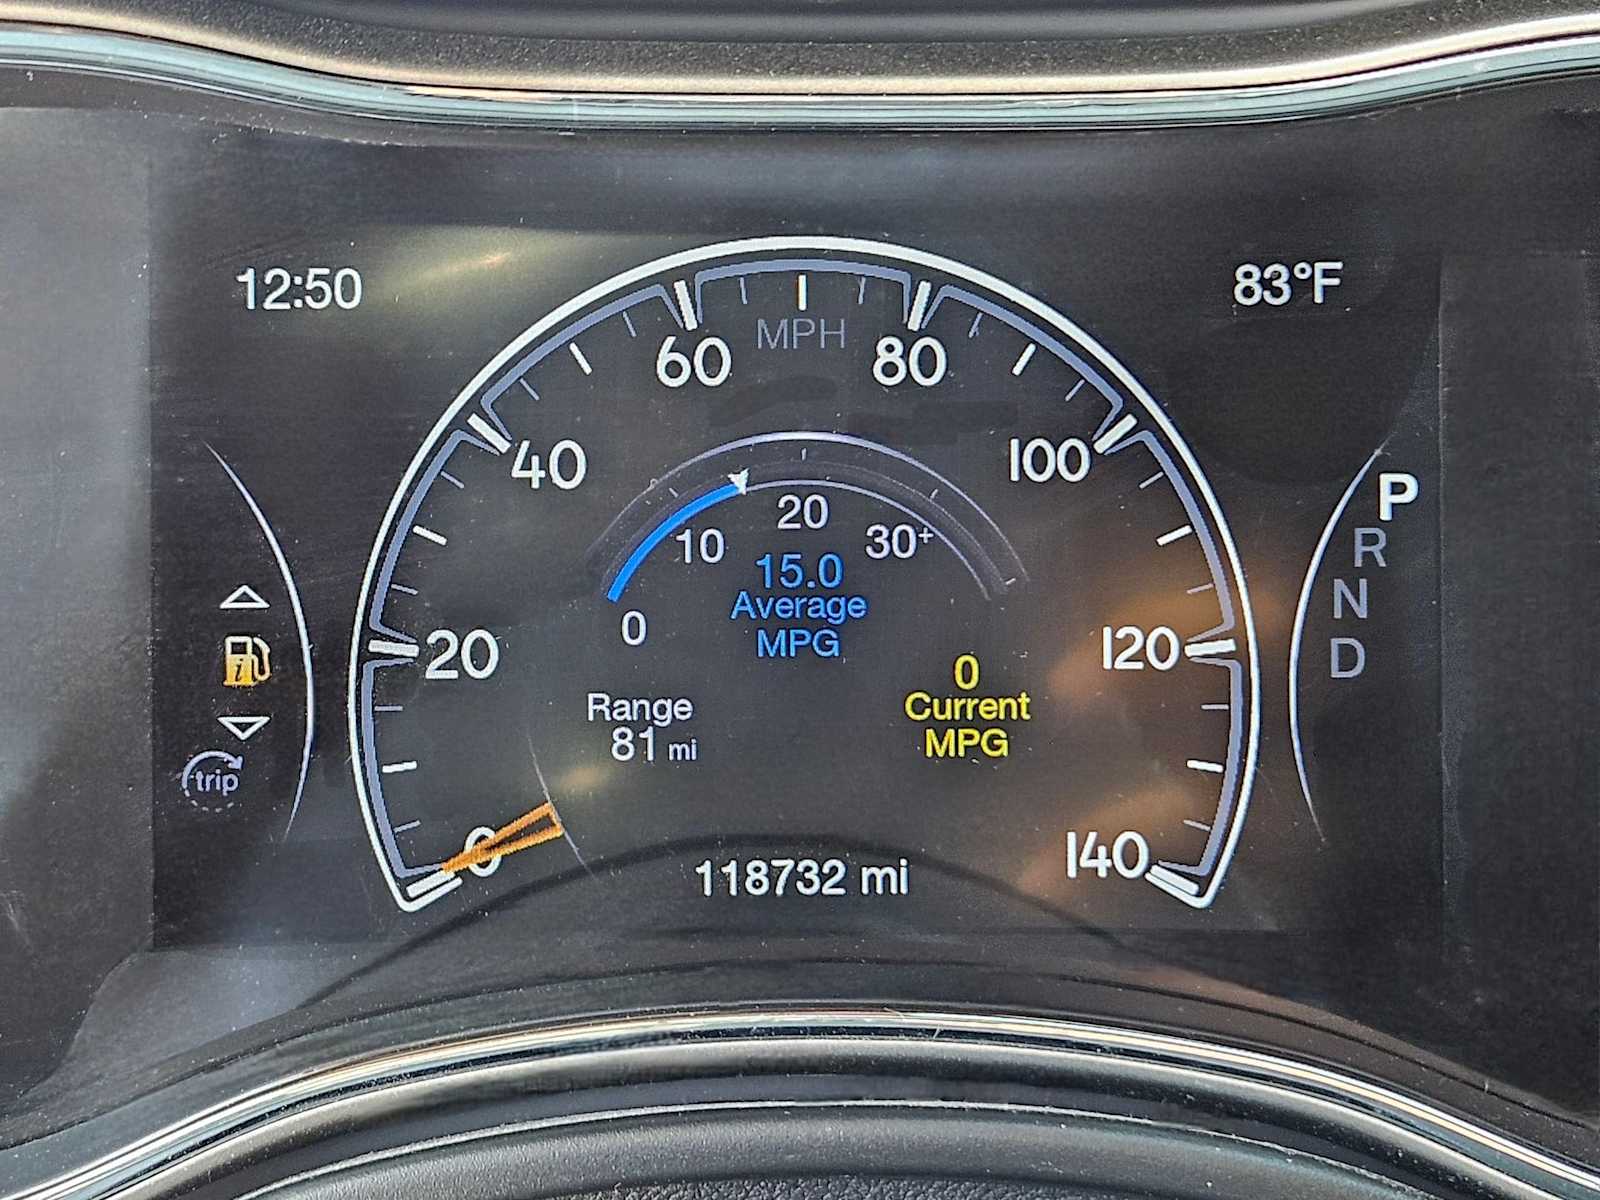 12:50
83°F
MPH
60
80
40
100
20
10
30+
15.0
Average
MPG
0
20
120
0
Current
MPG
Range
81 mi
trip
0
140
118732 mi
P
R
N
D
i